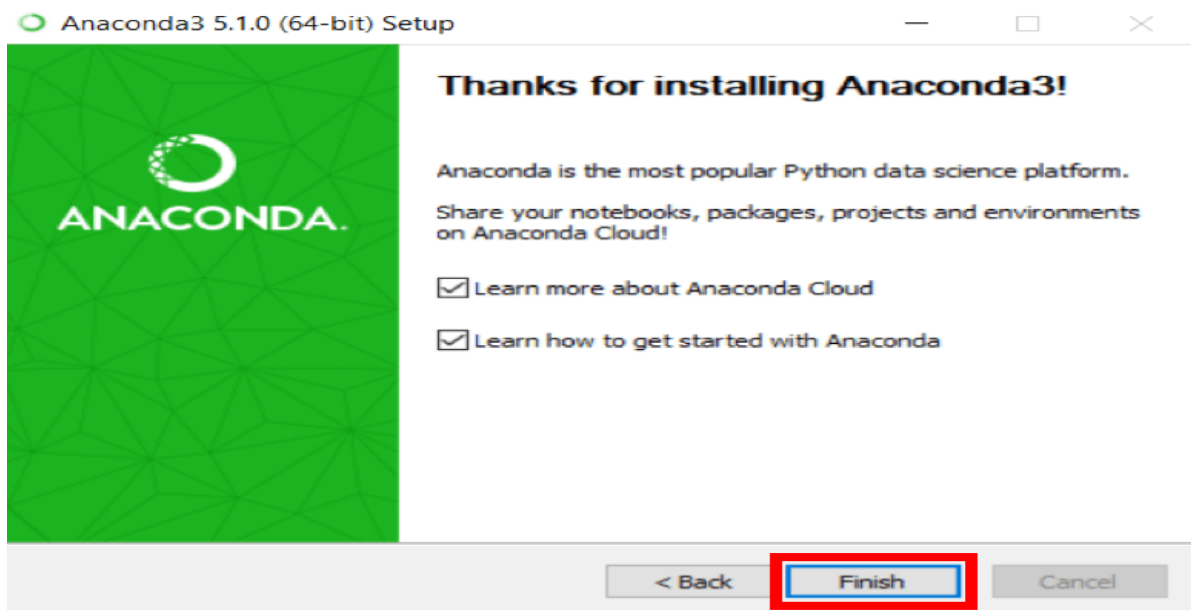 Anaconda3 5.1.0 (64-bit) Setup
ANACONDA.
Thanks for installing Anaconda3!
Anaconda is the most popular Python data science platform.
Share your notebooks, packages, projects and environments
on Anaconda Cloud!
Learn more about Anaconda Cloud
Learn how to get started with Anaconda
< Back
Finish
Cancel